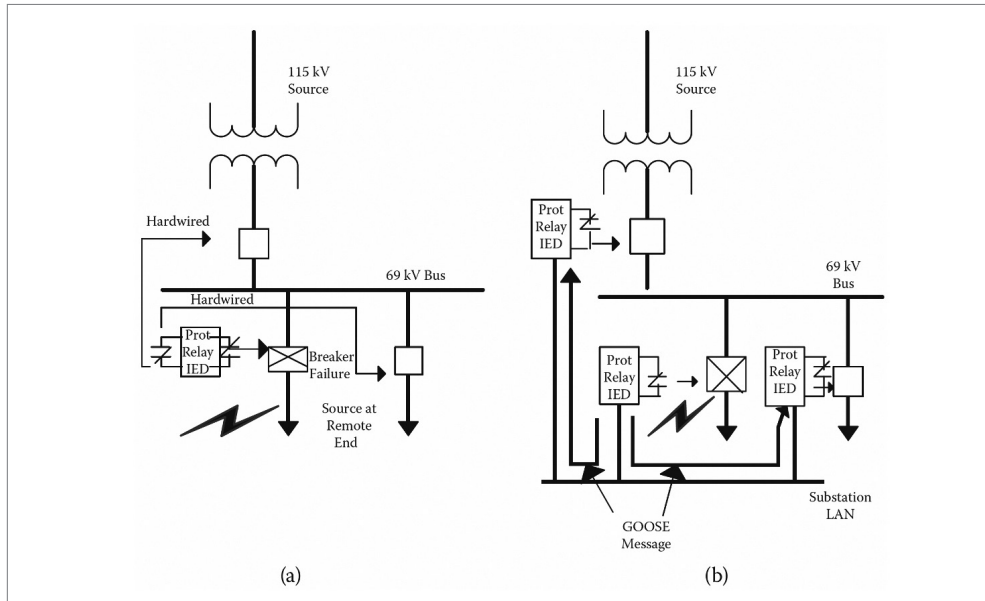 115 kV
Source
Hardwired
69 kV Bus
Hardwired
Prot
Relay
IED
Breaker
Failure
Source at
Remote
End
(a)
115 kV
Source
Prot
Relay
IED
69 kV
Bus
Prot
Relay
IED
Prot
Relay
IED
Substation
LAN
GOOSE
Message
(b)